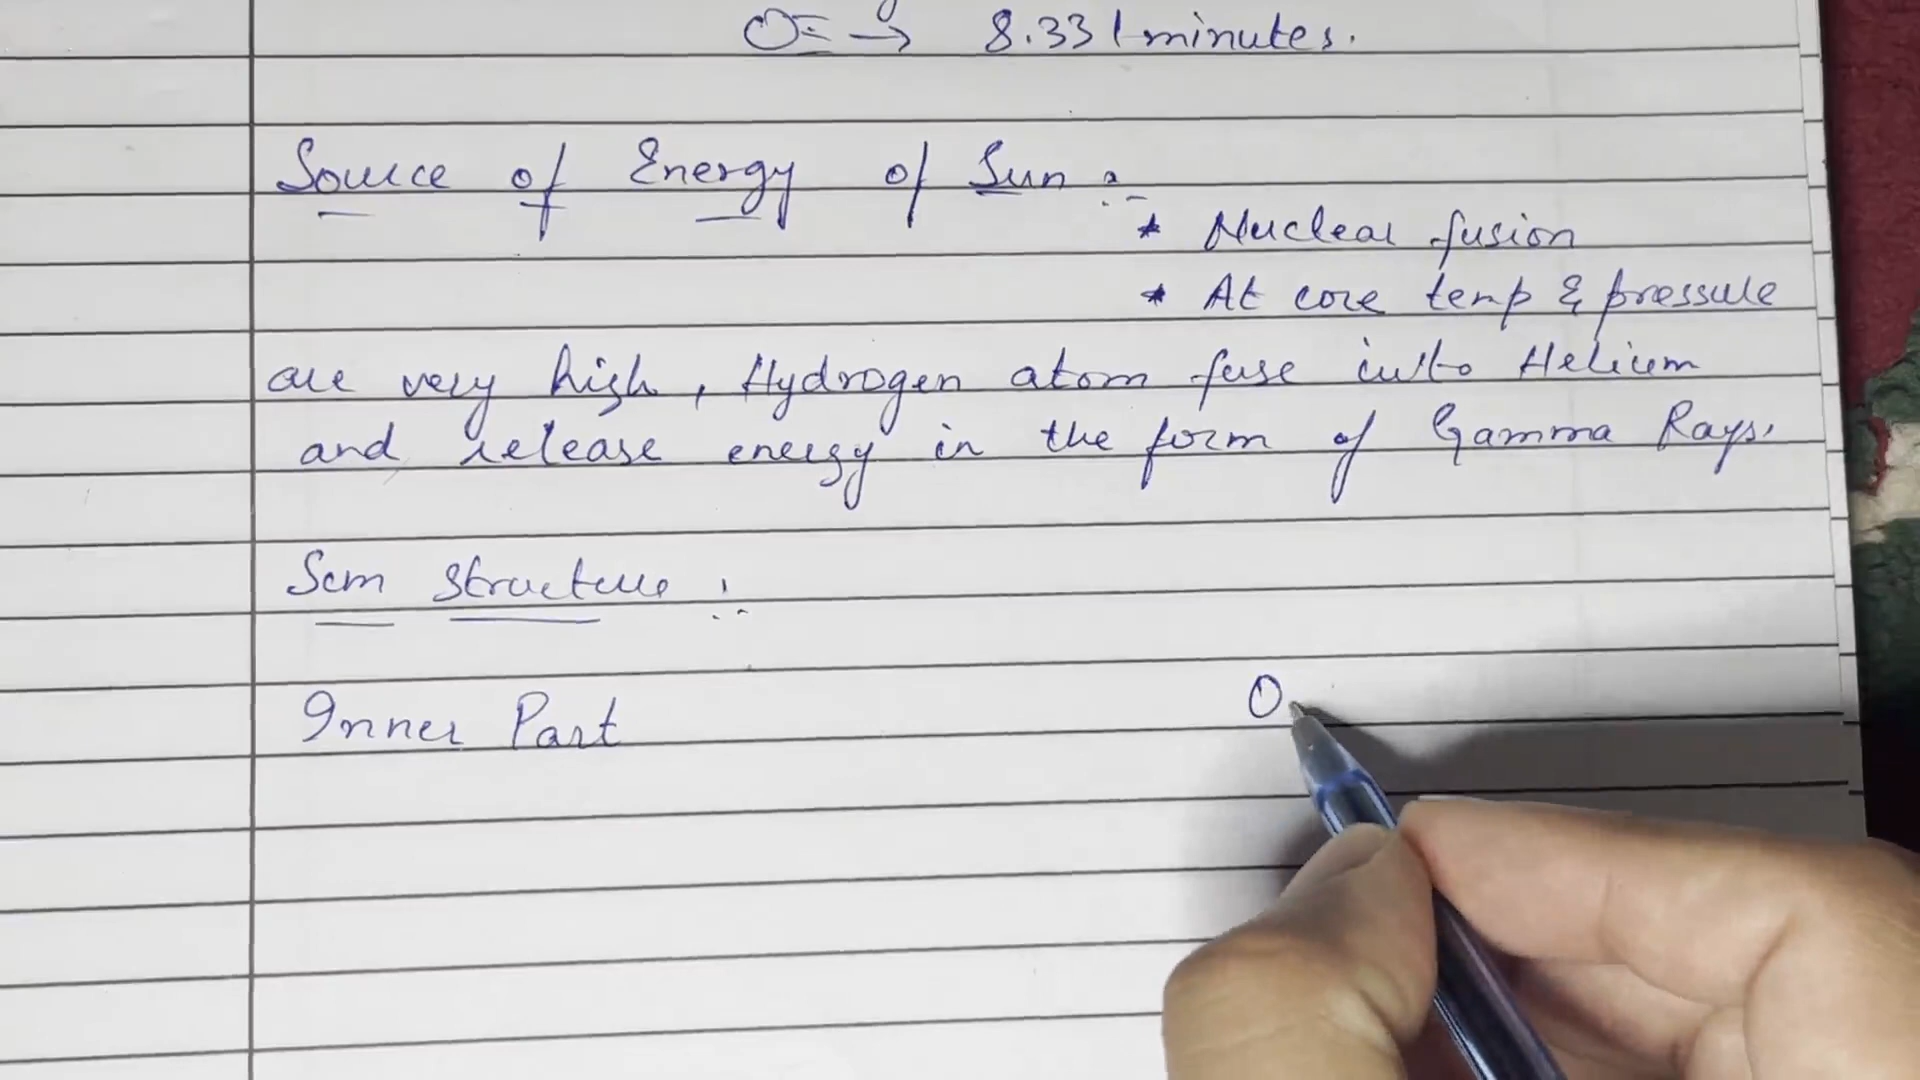 → 8.33 / minutes.
Source of Energy of Sun :-
* Nuclear fusion
* At core temp & pressure
are very high, Hydrogen atom fuse into Helium
and release energy in the form of Gamma Rays.
Sun structure :-
Inner Part O